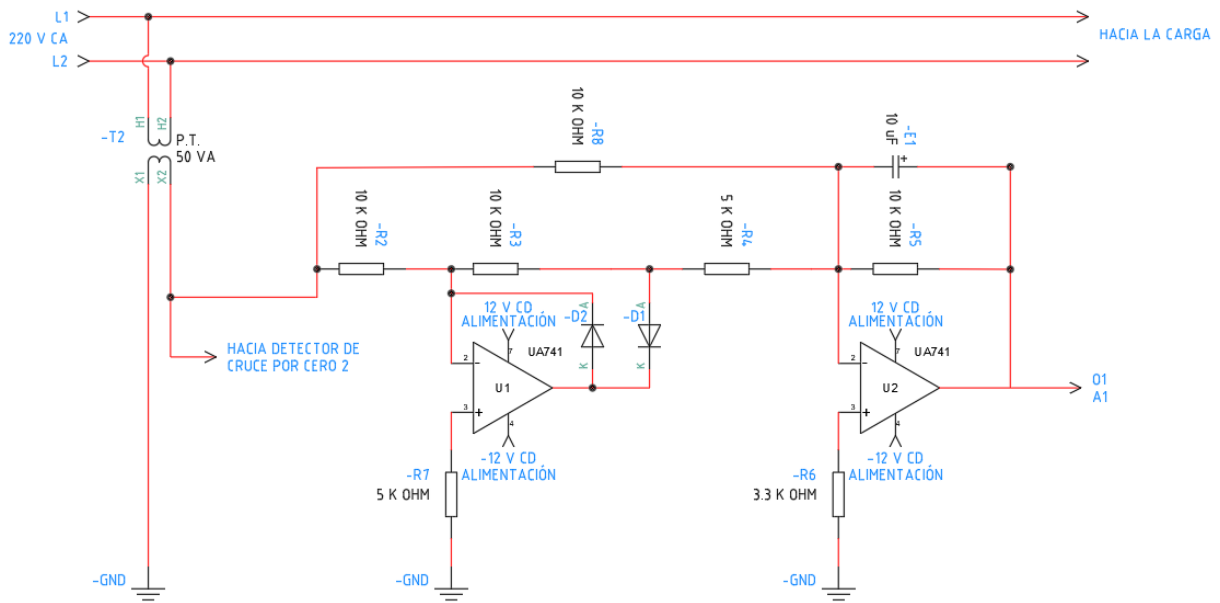 L1
220 V CA
HACIA LA CARGA
L2
H1
H2
-T2
P.T.
50 VA
X1
X2
-R8
10 K OHM
-E1
10 uF
+
-R2
10 K OHM
-R3
10 K OHM
-R4
5 K OHM
-R5
10 K OHM
12 V CD
ALIMENTACIÓN
-D2
A
K
-D1
A
K
12 V CD
ALIMENTACIÓN
HACIA DETECTOR DE
CRUCE POR CERO 2
7
UA741
2
-
U1
3
+
4
7
UA741
2
-
U2
3
+
4
O1
A1
-12 V CD
ALIMENTACIÓN
-R7
5 K OHM
-12 V CD
ALIMENTACIÓN
-R6
3.3 K OHM
-GND
-GND
-GND